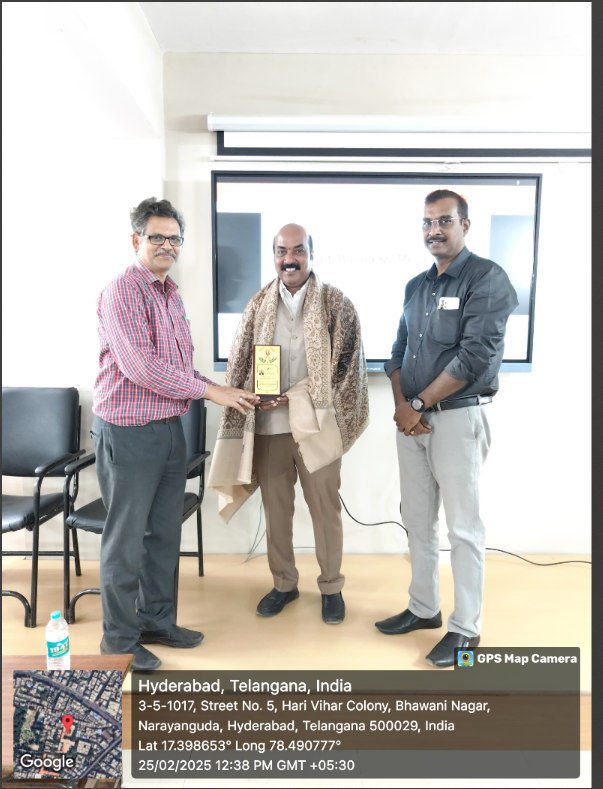 GPS Map Camera
Hyderabad, Telangana, India
3-5-1017, Street No. 5, Hari Vihar Colony, Bhawani Nagar,
Narayanguda, Hyderabad, Telangana 500029, India
Lat 17.398653° Long 78.490777°
25/02/2025 12:38 PM GMT +05:30
Google